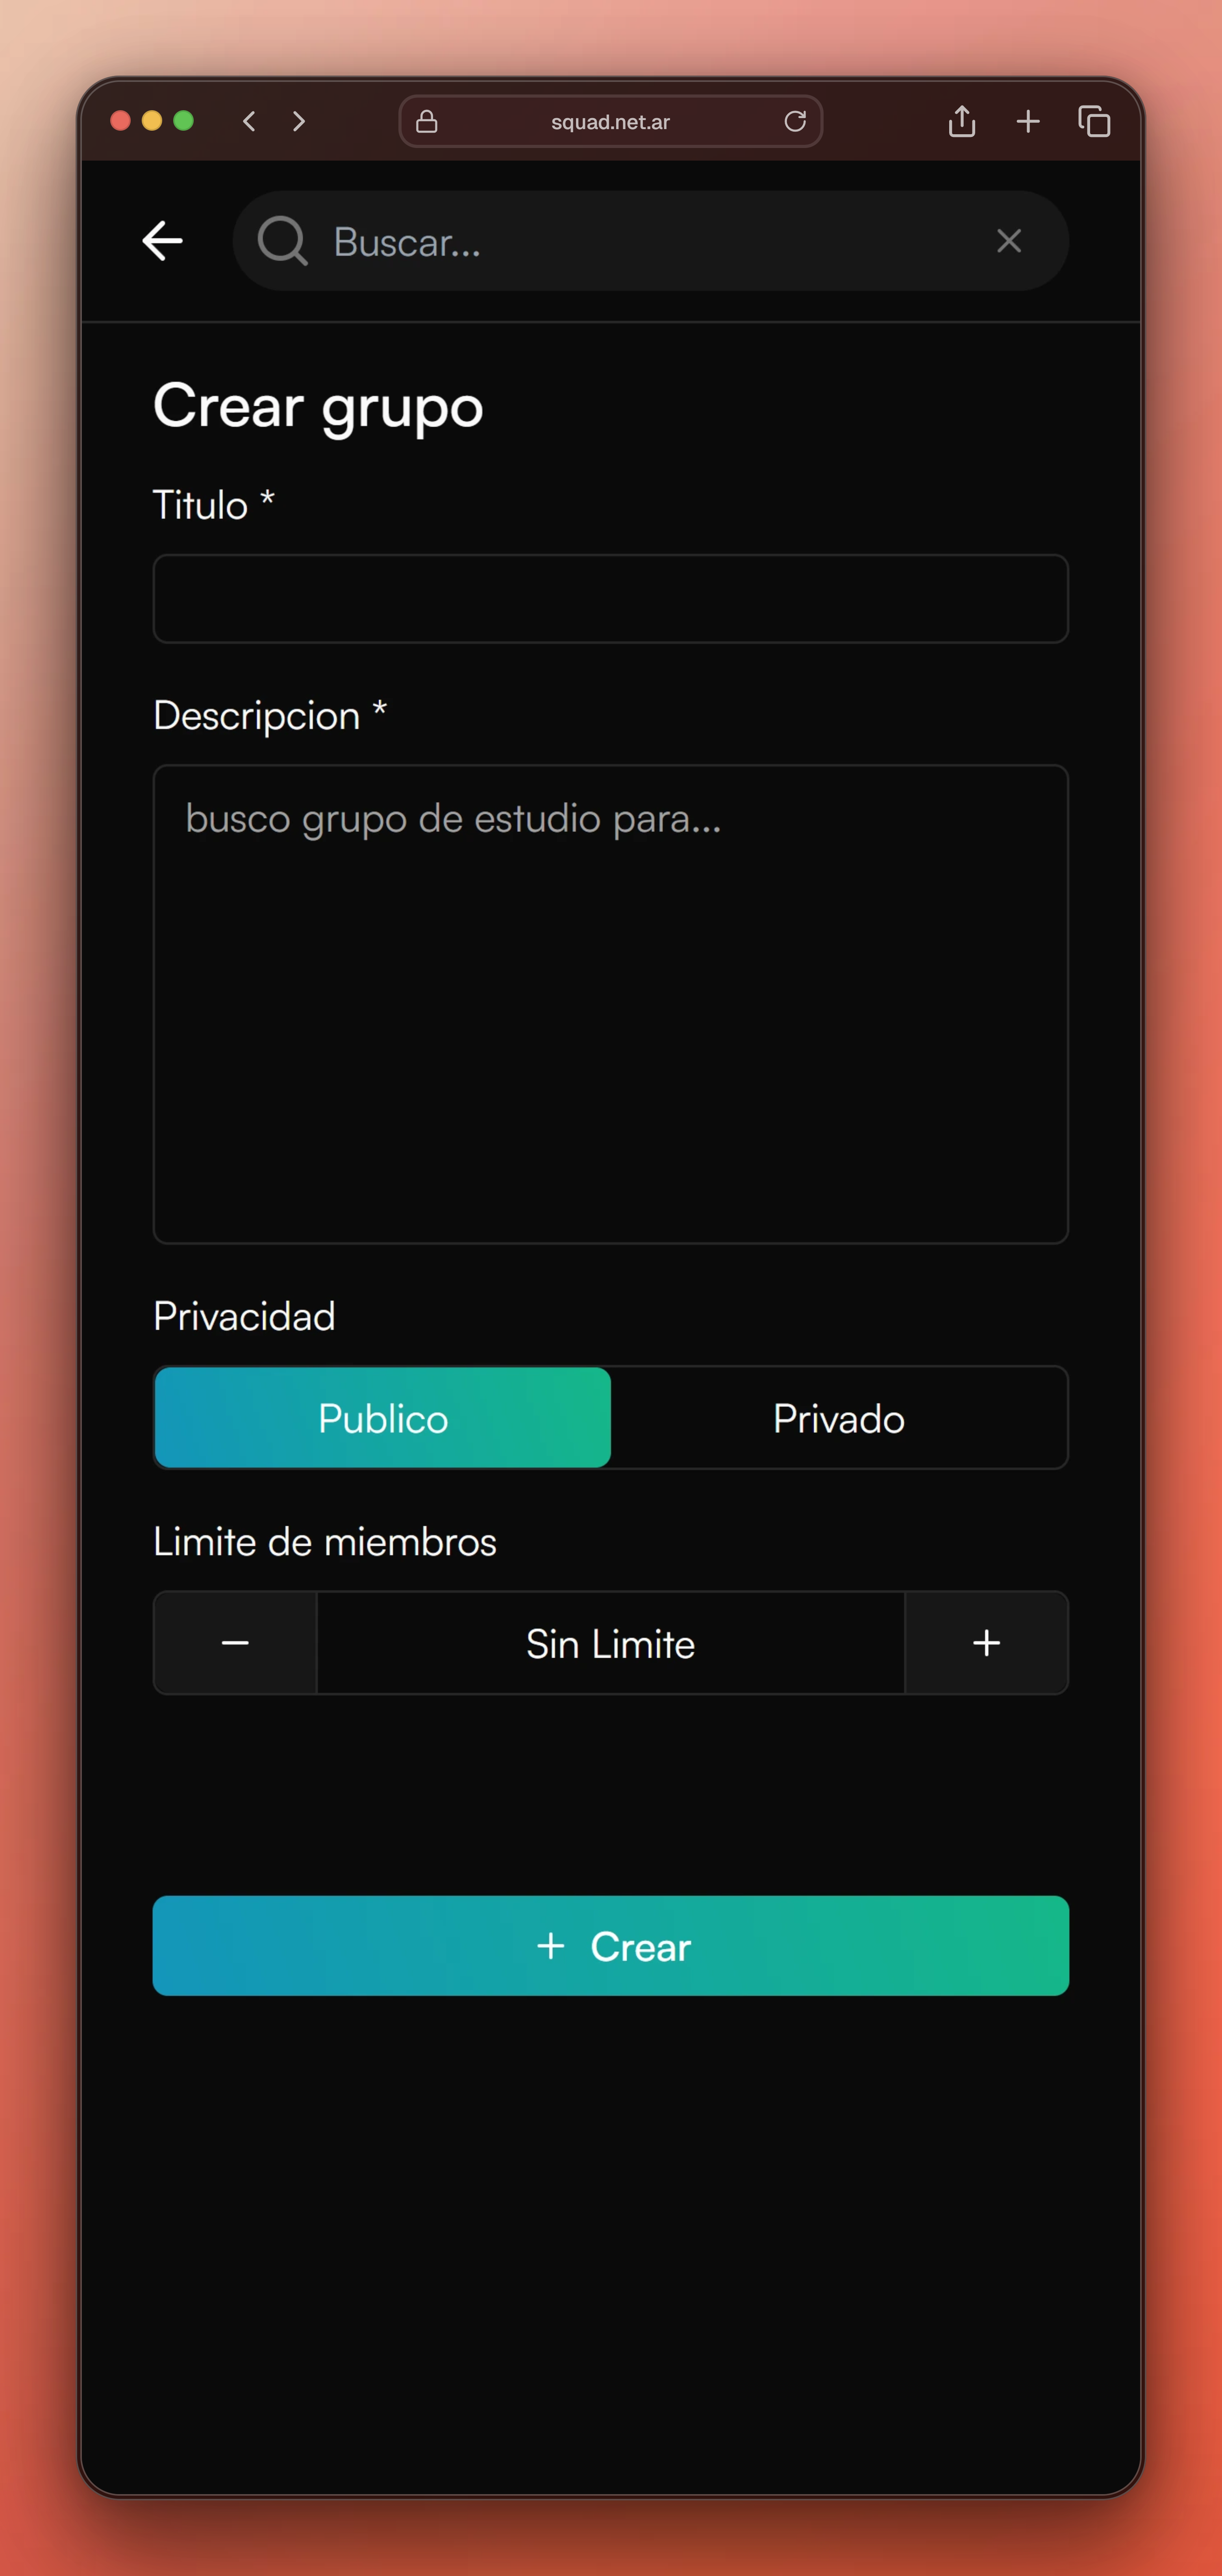 squad.net.ar
Buscar...
Crear grupo
Titulo *
Descripcion *
busco grupo de estudio para...
Privacidad
Publico
Privado
Limite de miembros
− Sin Limite +
+ Crear